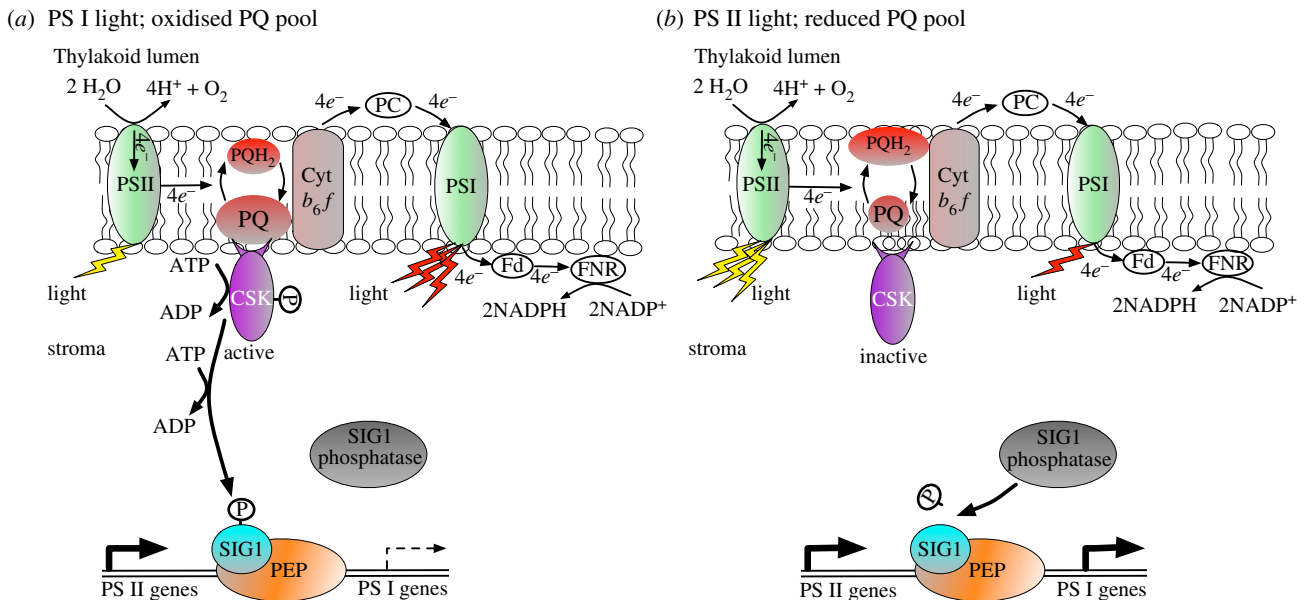 (a) PS I light; oxidised PQ pool
Thylakoid lumen
2 H₂O
4H⁺ + O₂
4e⁻
PSII
4e⁻
PQH₂
PQ
Cyt
b₆f
4e⁻
PC
4e⁻
PSI
light
ATP
ADP
CSK
P
active
light
4e⁻
Fd
4e⁻
FNR
2NADPH
2NADP⁺
stroma
ATP
ADP
SIG1
phosphatase
P
SIG1
PEP
PS II genes
PS I genes
(b) PS II light; reduced PQ pool
Thylakoid lumen
2 H₂O
4H⁺ + O₂
4e⁻
PSII
4e⁻
PQH₂
PQ
Cyt
b₆f
4e⁻
PC
4e⁻
PSI
light
CSK
inactive
light
4e⁻
Fd
4e⁻
FNR
2NADPH
2NADP⁺
stroma
SIG1
phosphatase
P
SIG1
PEP
PS II genes
PS I genes